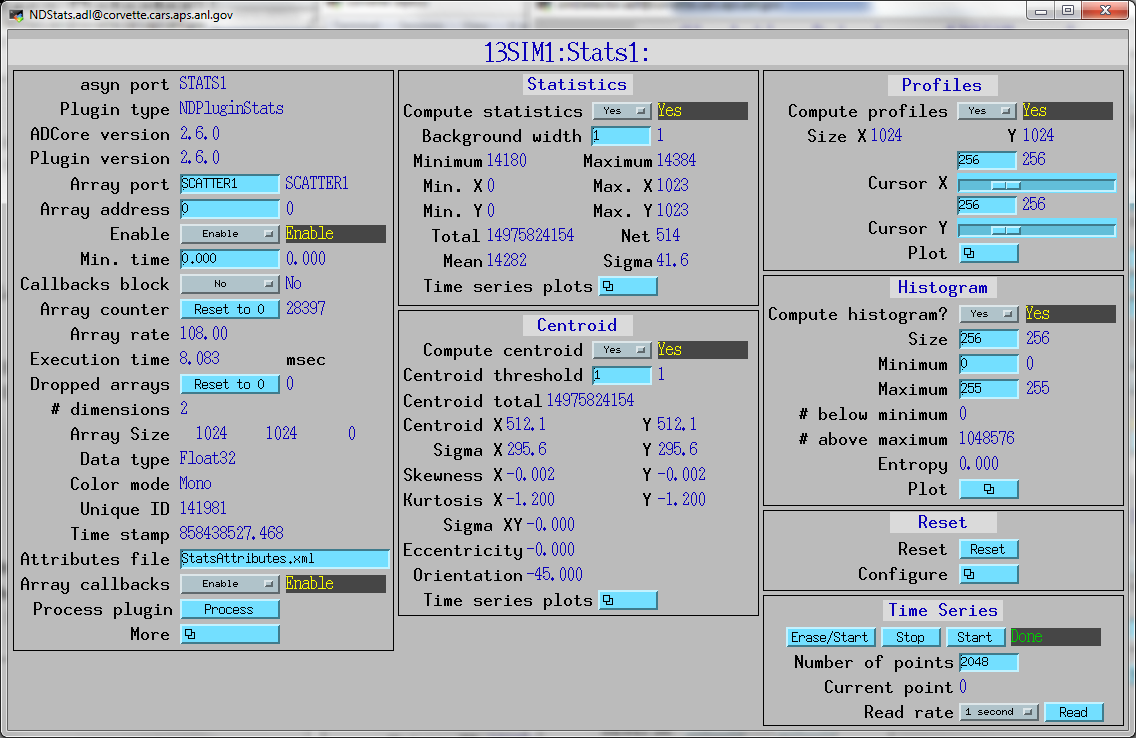 NDStats.adl@corvette.cars.aps.anl.gov
13SIM1:Stats1:
asyn port STATS1
Plugin type NDPluginStats
ADCore version 2.6.0
Plugin version 2.6.0
Array port SCATTER1 SCATTER1
Array address 0 0
Enable Enable Enable
Min. time 0.000 0.000
Callbacks block No No
Array counter Reset to 0 28397
Array rate 108.00
Execution time 8.083 msec
Dropped arrays Reset to 0 0
# dimensions 2
Array Size 1024 1024 0
Data type Float32
Color mode Mono
Unique ID 141981
Time stamp 858438527.468
Attributes file StatsAttributes.xml
Array callbacks Enable Enable
Process plugin Process
More
Statistics
Compute statistics Yes Yes
Background width 1 1
Minimum 14180 Maximum 14384
Min. X 0 Max. X 1023
Min. Y 0 Max. Y 1023
Total 14975824154 Net 514
Mean 14282 Sigma 41.6
Time series plots
Centroid
Compute centroid Yes Yes
Centroid threshold 1 1
Centroid total 14975824154
Centroid X 512.1 Y 512.1
Sigma X 295.6 Y 295.6
Skewness X -0.002 Y -0.002
Kurtosis X -1.200 Y -1.200
Sigma XY -0.000
Eccentricity -0.000
Orientation -45.000
Time series plots
Profiles
Compute profiles Yes Yes
Size X 1024 Y 1024
256 256
Cursor X
256 256
Cursor Y
Plot
Histogram
Compute histogram? Yes Yes
Size 256 256
Minimum 0 0
Maximum 255 255
# below minimum 0
# above maximum 1048576
Entropy 0.000
Plot
Reset
Reset Reset
Configure
Time Series
Erase/Start Stop Start Done
Number of points 2048
Current point 0
Read rate 1 second Read